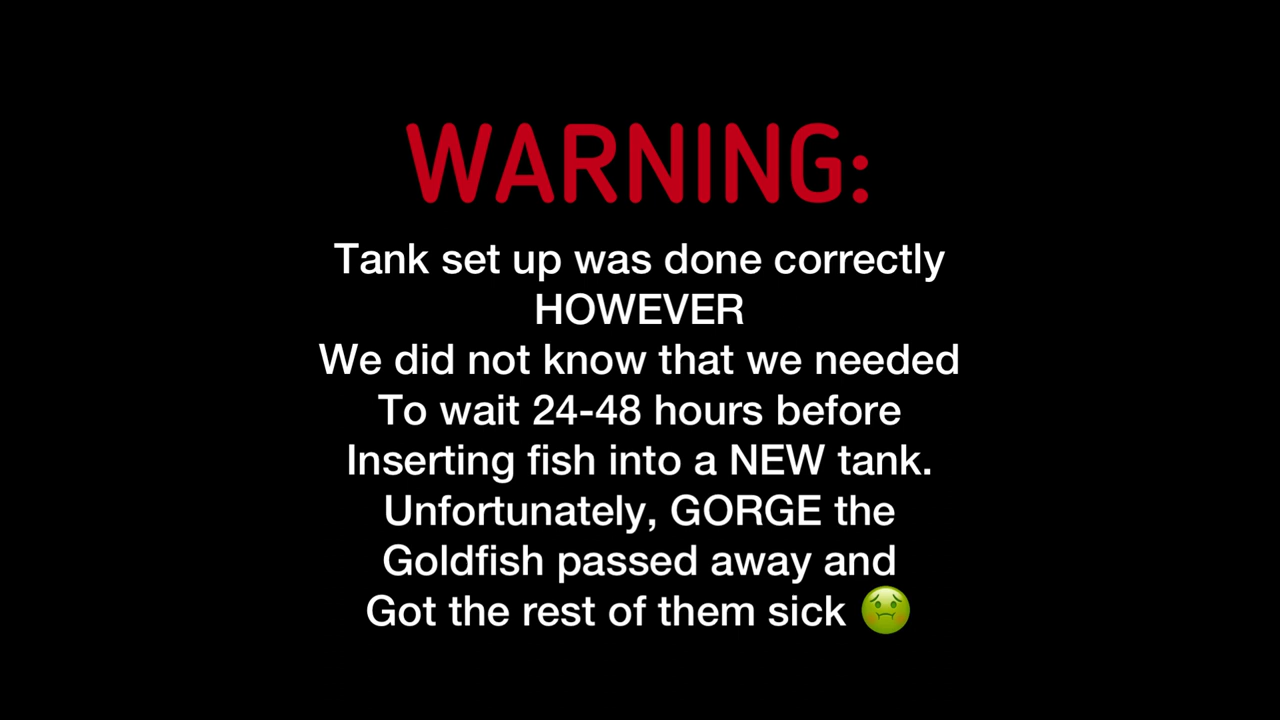 WARNING:
Tank set up was done correctly
HOWEVER
We did not know that we needed
To wait 24-48 hours before
Inserting fish into a NEW tank.
Unfortunately, GORGE the
Goldfish passed away and
Got the rest of them sick 🤢